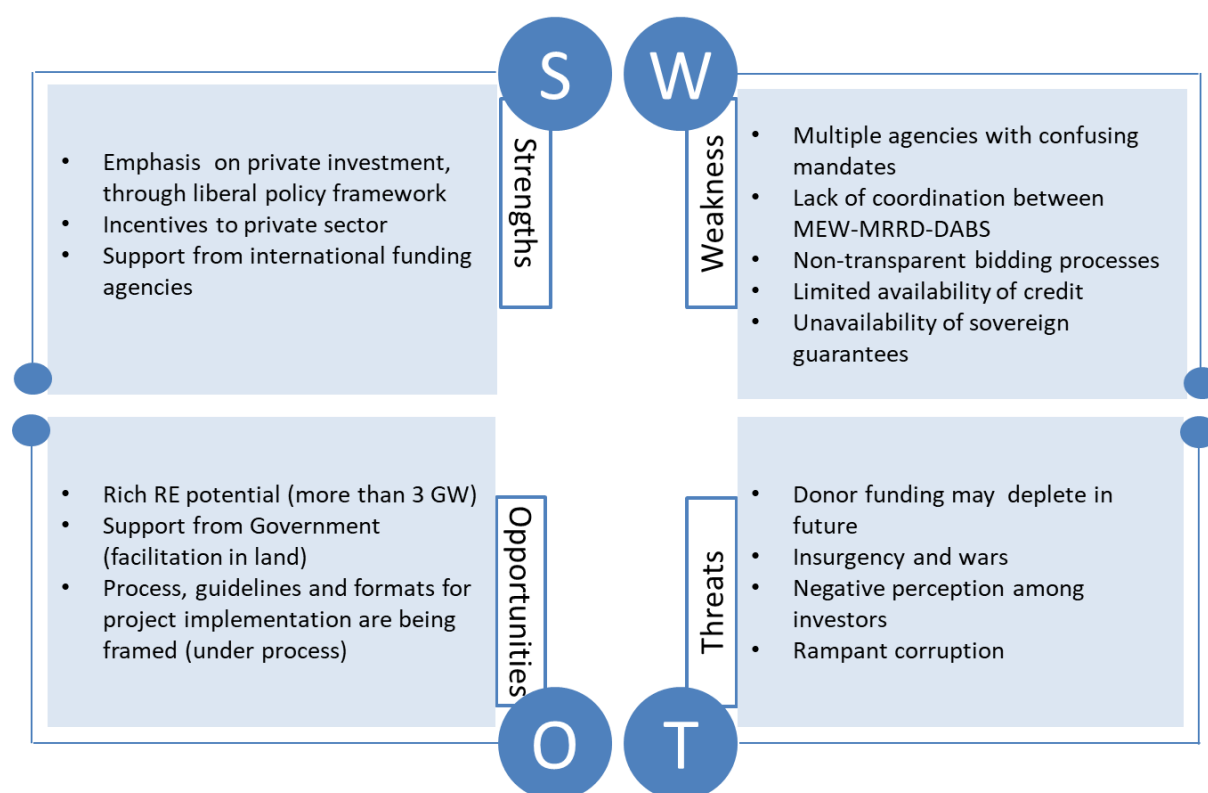 S
Strengths
• Emphasis on private investment,
through liberal policy framework
• Incentives to private sector
• Support from international funding
agencies
W
Weakness
• Multiple agencies with confusing
mandates
• Lack of coordination between
MEW-MRRD-DABS
• Non-transparent bidding processes
• Limited availability of credit
• Unavailability of sovereign
guarantees
• Rich RE potential (more than 3 GW)
• Support from Government
(facilitation in land)
• Process, guidelines and formats for
project implementation are being
framed (under process)
Opportunities
O
• Donor funding may deplete in
future
• Insurgency and wars
• Negative perception among
investors
• Rampant corruption
Threats
T